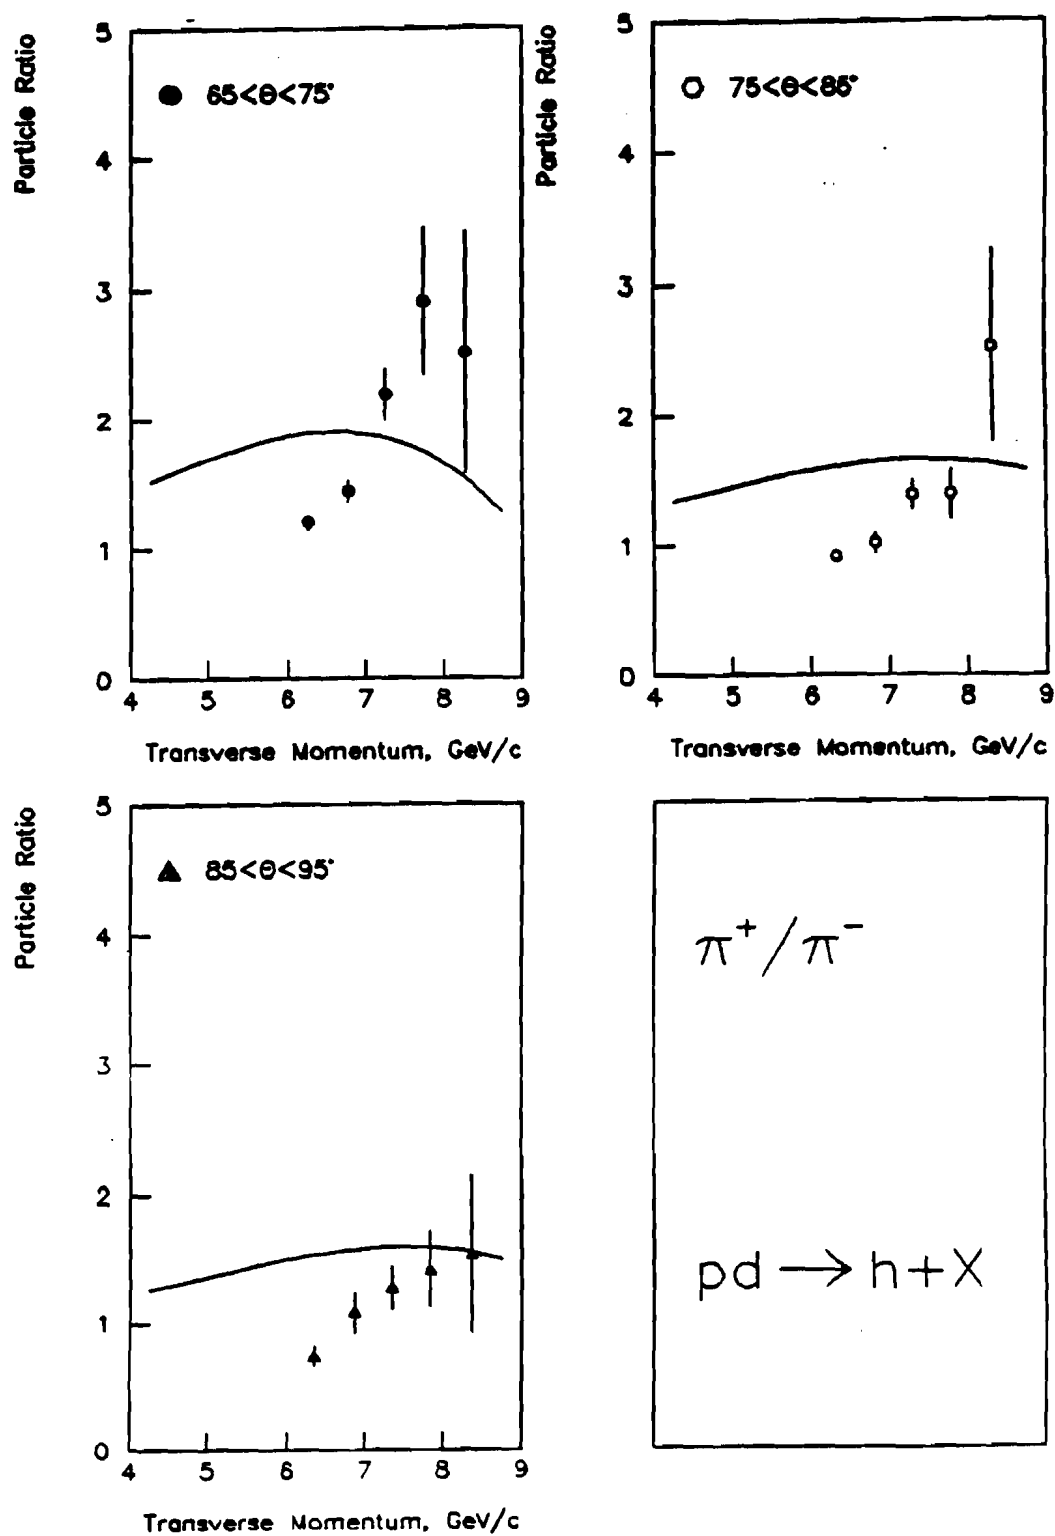 Particle Ratio
5
4
3
2
1
0
65<θ<75°
4 5 6 7 8 9
Transverse Momentum, GeV/c
Particle Ratio
5
4
3
2
1
0
75<θ<85°
4 5 6 7 8 9
Transverse Momentum, GeV/c
Particle Ratio
5
4
3
2
1
0
85<θ<95°
4 5 6 7 8 9
Transverse Momentum, GeV/c
π⁺/π⁻
pd → h+X